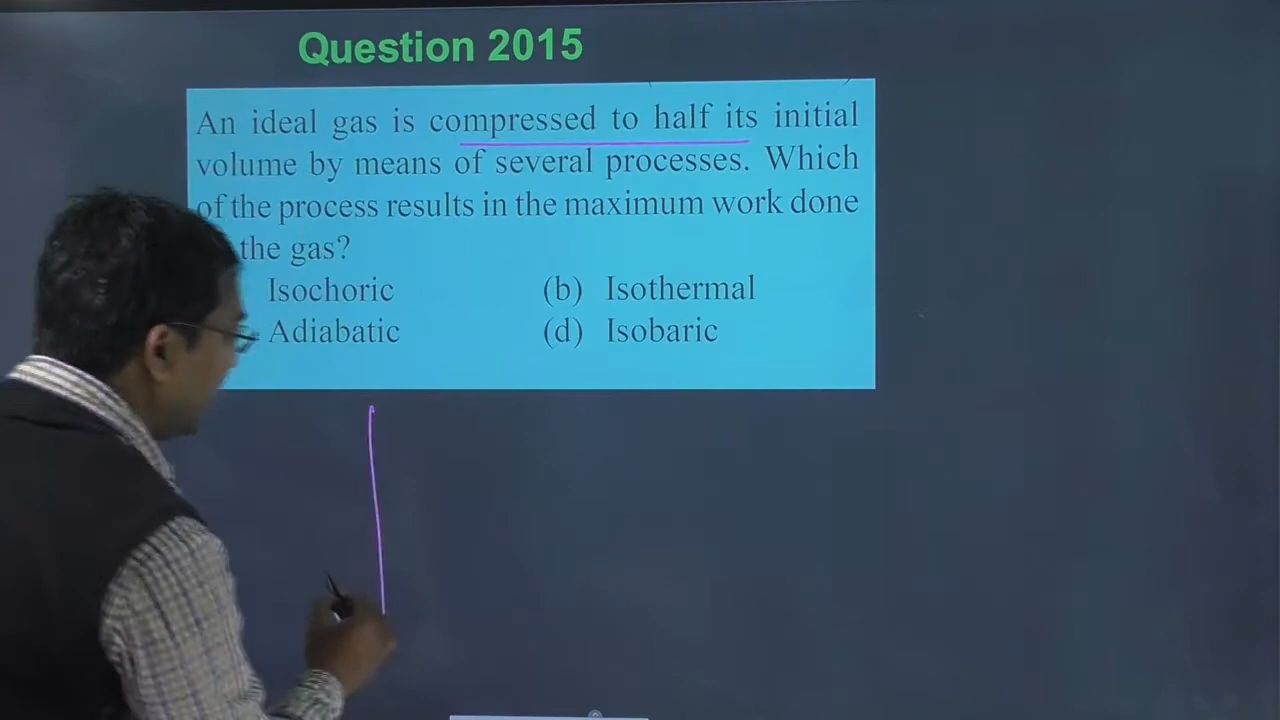 Question 2015
An ideal gas is compressed to half its initial
volume by means of several processes. Which
of the process results in the maximum work done
the gas?
Isochoric (b) Isothermal
Adiabatic (d) Isobaric